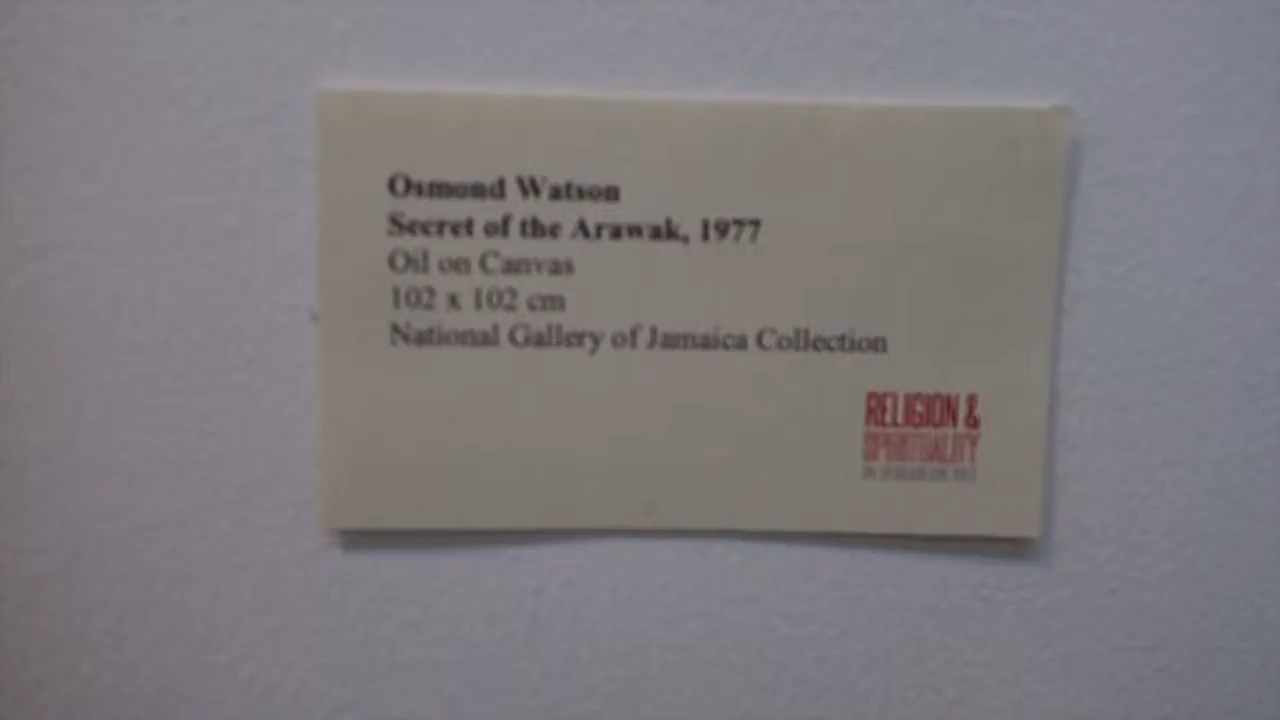 Osmond Watson
Secret of the Arawak, 1977
Oil on Canvas
102 x 102 cm
National Gallery of Jamaica Collection
RELIGION &
SPIRITUALITY